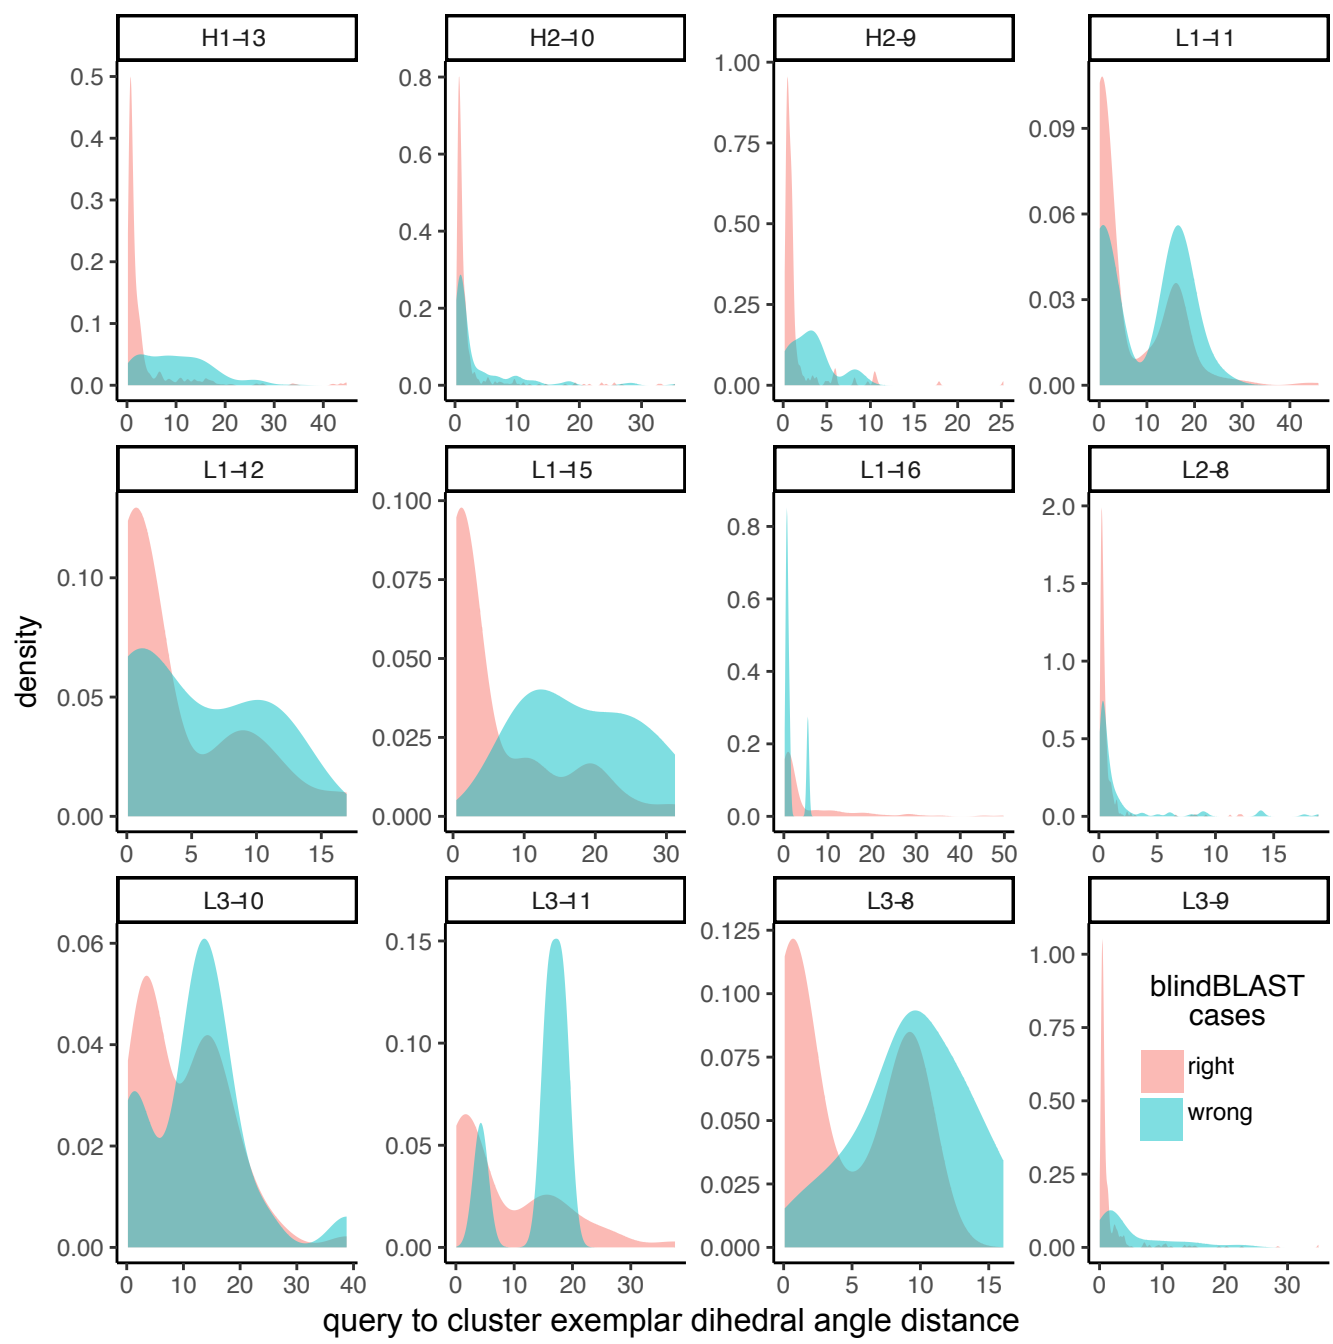 H1-13
H2-10
H2-9
L1-11
0.5
0.4
0.3
0.2
0.1
0.0
0 10 20 30 40
0.8
0.6
0.4
0.2
0.0
0 10 20 30
1.00
0.75
0.50
0.25
0.00
0 5 10 15 20 25
0.09
0.06
0.03
0.00
0 10 20 30 40
L1-12
L1-15
L1-16
L2-8
0.10
0.05
0.00
0 5 10 15
0.100
0.075
0.050
0.025
0.000
0 10 20 30
0.8
0.6
0.4
0.2
0.0
0 10 20 30 40 50
2.0
1.5
1.0
0.5
0.0
0 5 10 15
density
L3-10
L3-11
L3-8
L3-9
0.06
0.04
0.02
0.00
0 10 20 30 40
0.15
0.10
0.05
0.00
0 10 20 30
0.125
0.100
0.075
0.050
0.025
0.000
0 5 10 15
1.00
0.75
0.50
0.25
0.00
0 10 20 30
blindBLAST
cases
right
wrong
query to cluster exemplar dihedral angle distance